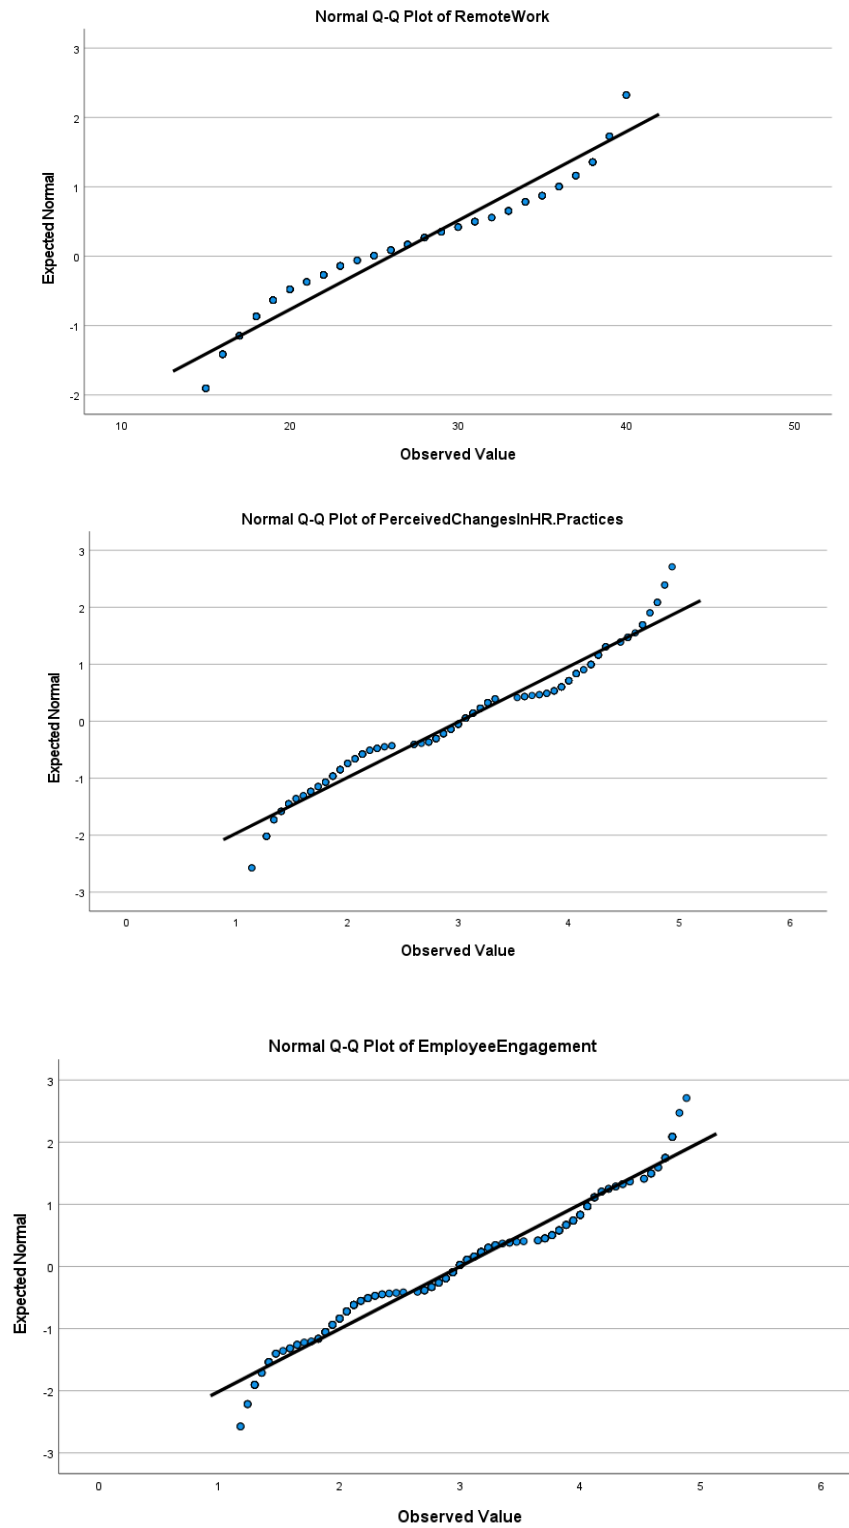 Normal Q-Q Plot of RemoteWork
3
2
1
0
-1
-2
Expected Normal
10 20 30 40 50
Observed Value
Normal Q-Q Plot of PerceivedChangesInHR.Practices
3
2
1
0
-1
-2
-3
Expected Normal
0 1 2 3 4 5 6
Observed Value
Normal Q-Q Plot of EmployeeEngagement
3
2
1
0
-1
-2
-3
Expected Normal
0 1 2 3 4 5 6
Observed Value